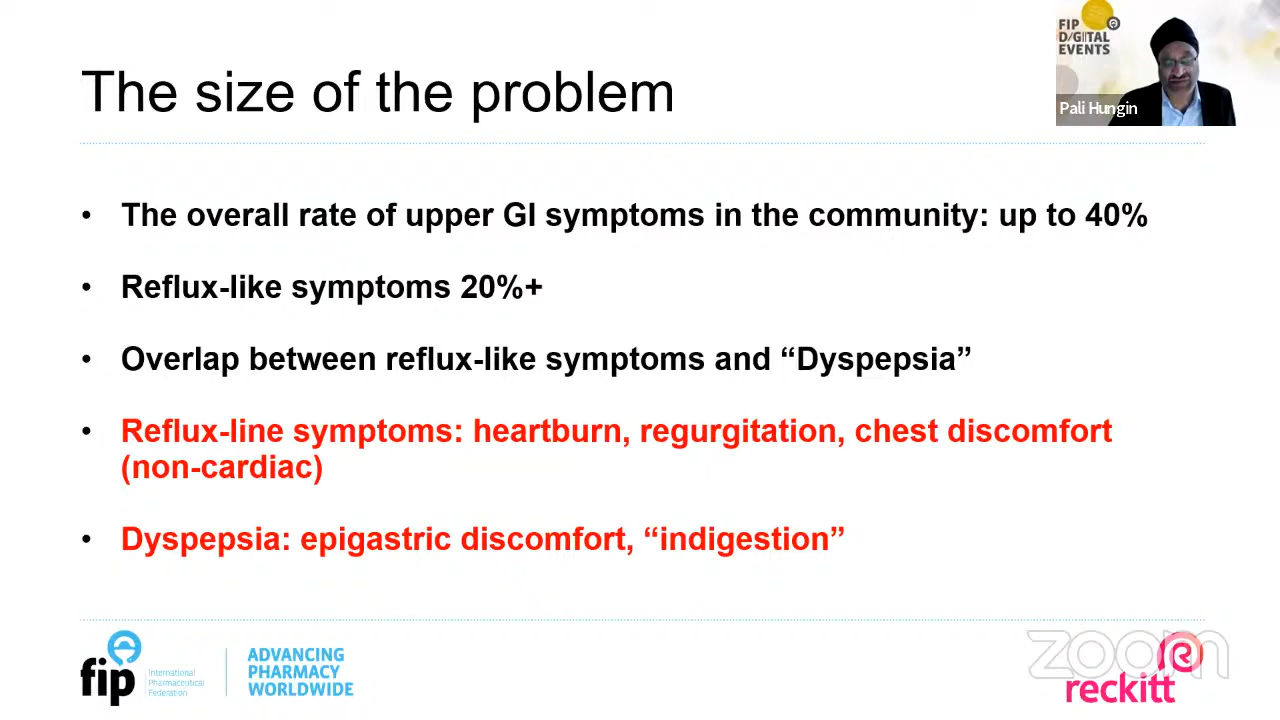 The size of the problem
FIP
DIGITAL
EVENTS
Pali Hungin
• The overall rate of upper GI symptoms in the community: up to 40%
• Reflux-like symptoms 20%+
• Overlap between reflux-like symptoms and “Dyspepsia”
• Reflux-line symptoms: heartburn, regurgitation, chest discomfort
(non-cardiac)
• Dyspepsia: epigastric discomfort, “indigestion”
fip
International
Pharmaceutical
Federation
ADVANCING
PHARMACY
WORLDWIDE
zoom
reckitt